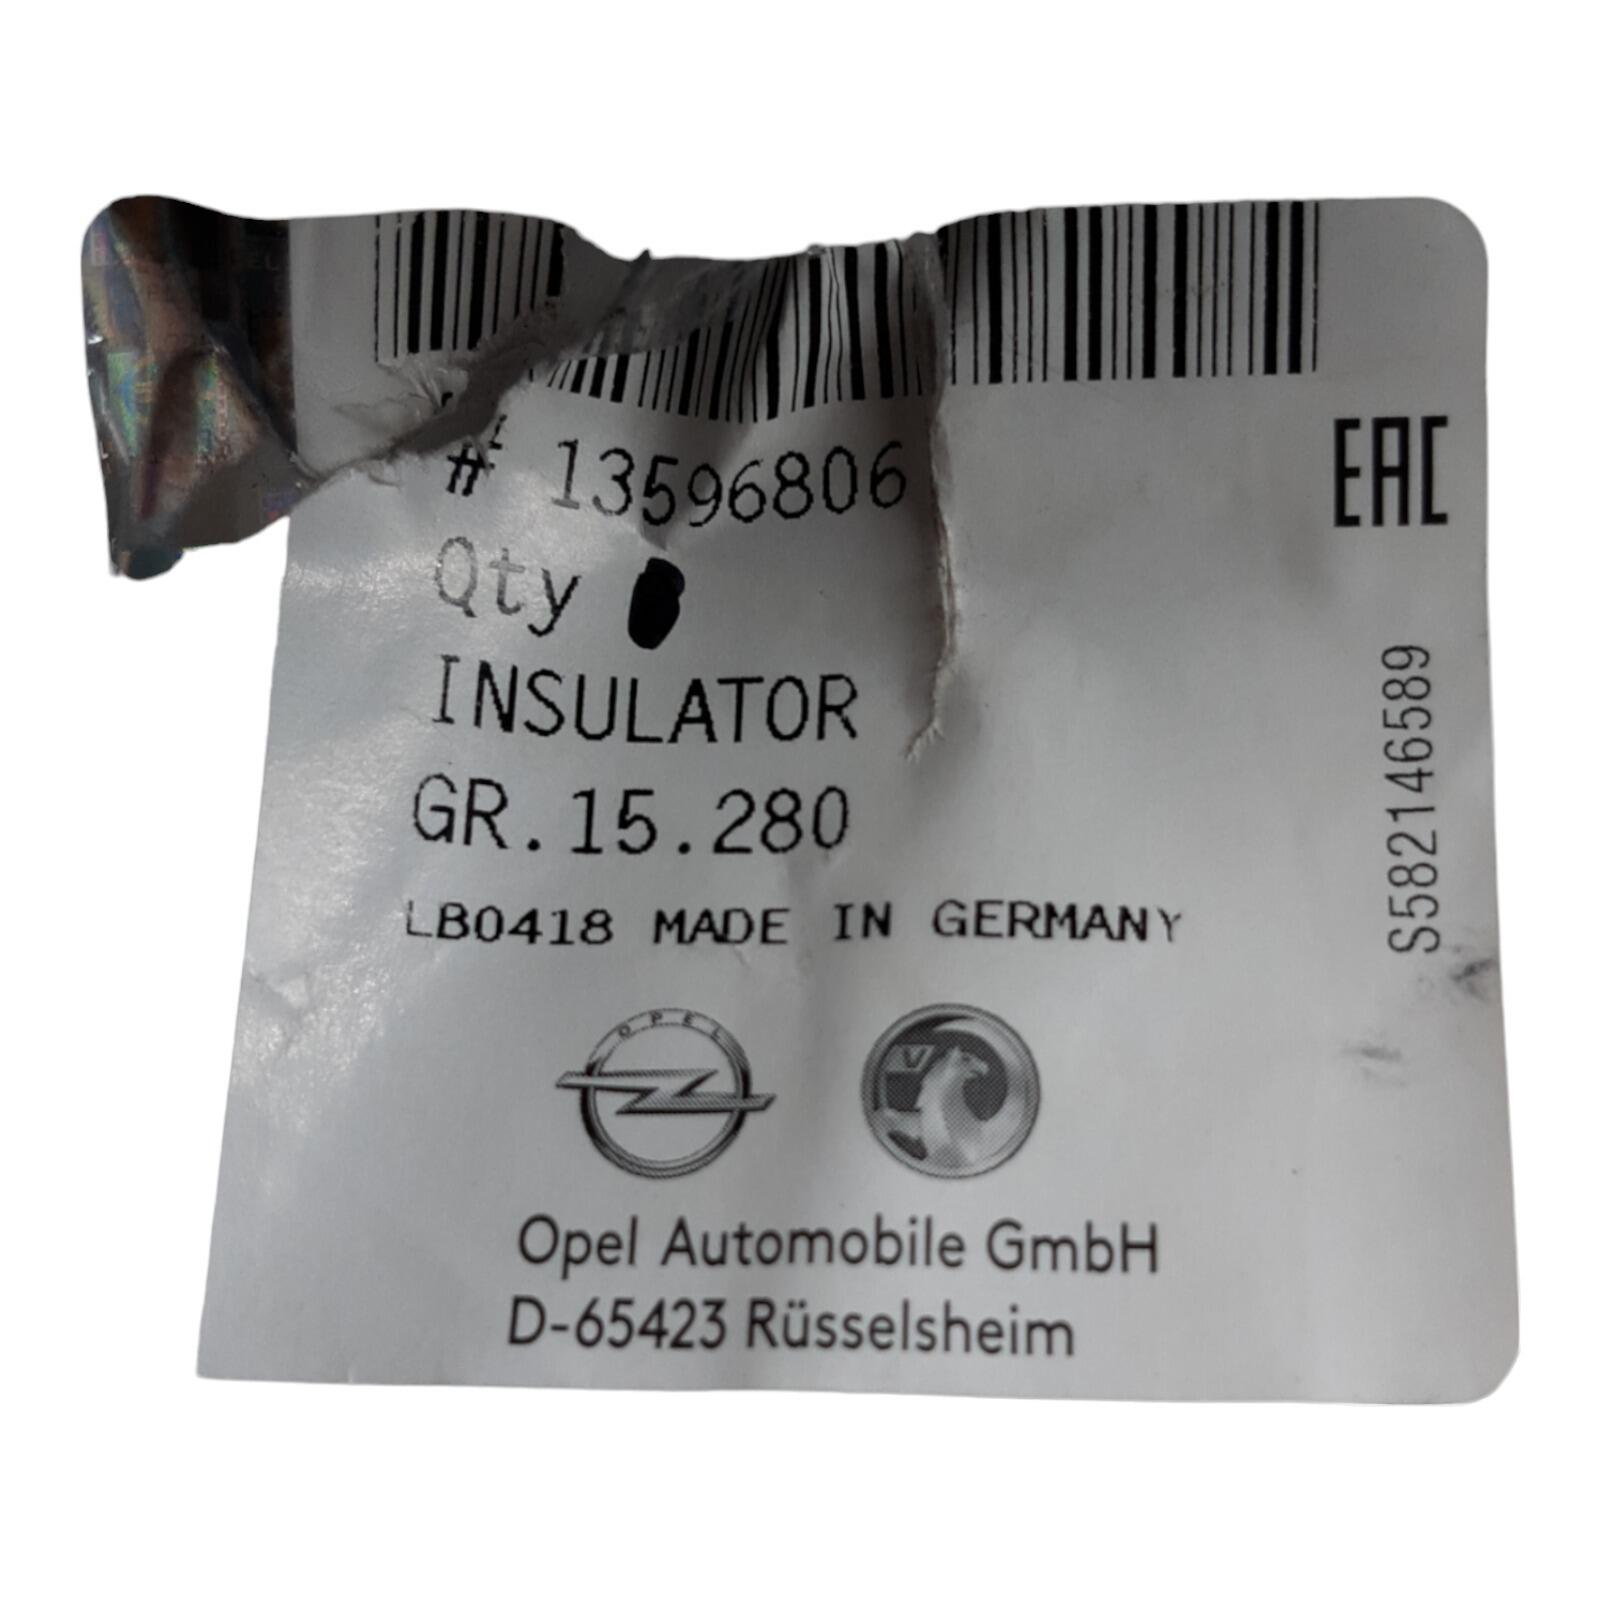 # 13596806
Qty
INSULATOR
GR.15.280
LB0418 MADE IN GERMANY
EAC
S582146589
OPEL
V
Opel Automobile GmbH
D-65423 Rüsselsheim